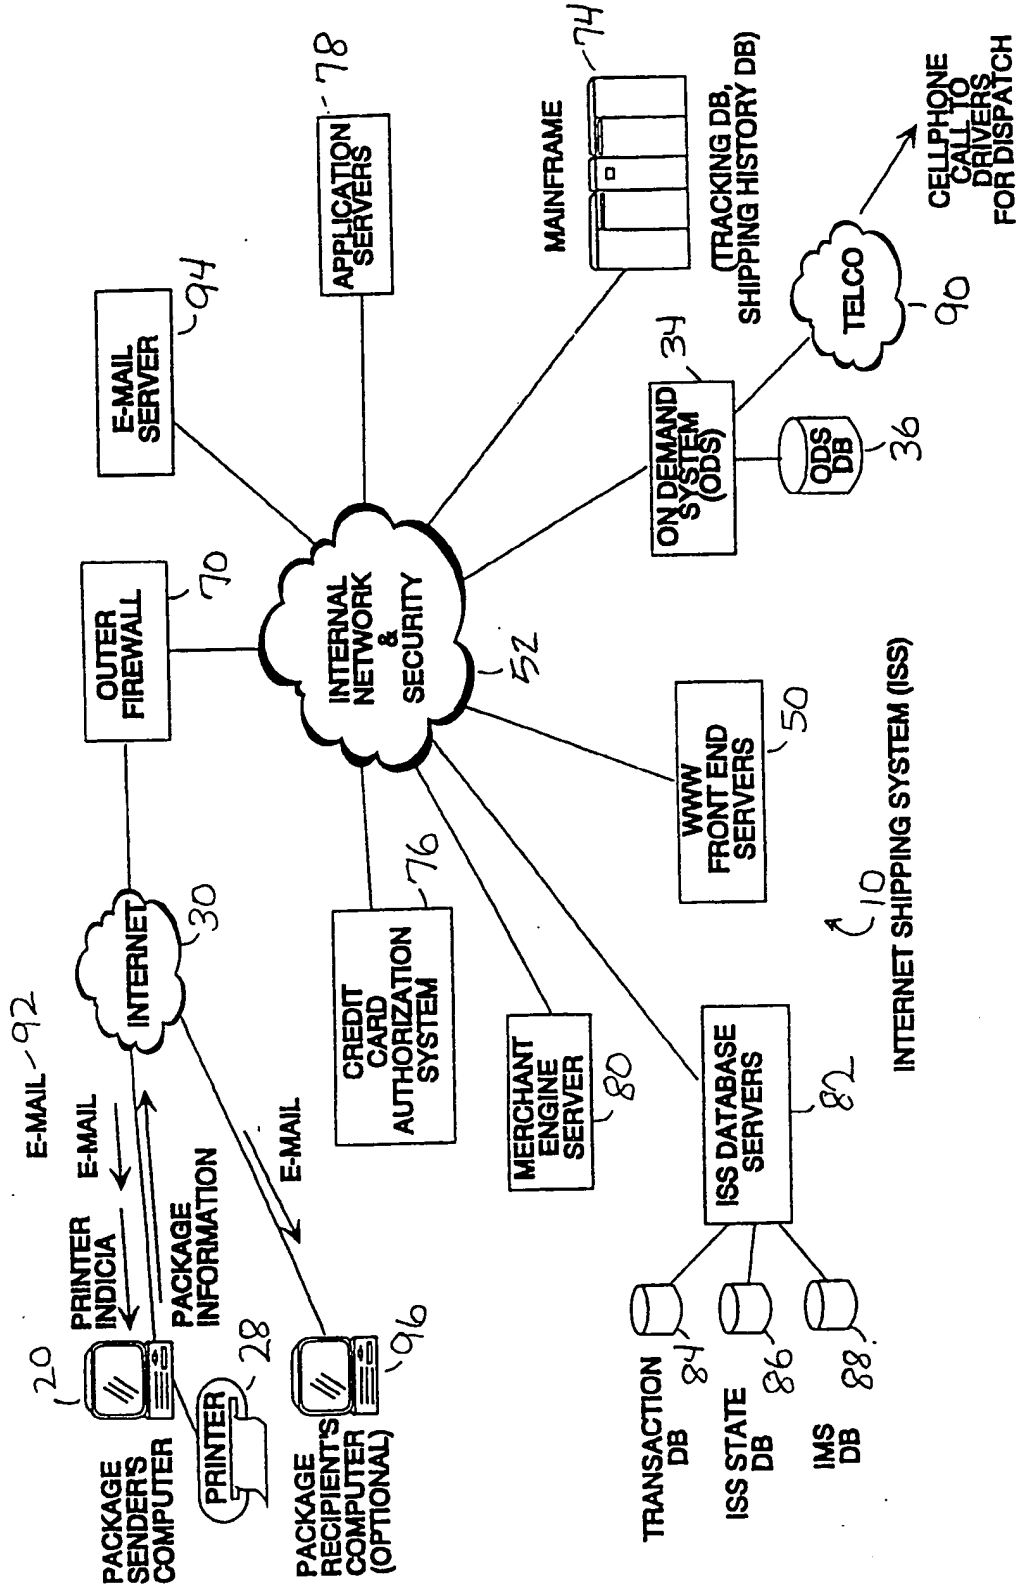 E-MAIL 92
PACKAGE
SENDER'S
COMPUTER
20
PRINTER
INDICIA
E-MAIL
PACKAGE
INFORMATION
INTERNET
30
OUTER
FIREWALL
70
E-MAIL
SERVER
94
PRINTER
28
PACKAGE
RECIPIENT'S
COMPUTER
(OPTIONAL)
96
E-MAIL
CREDIT
CARD
AUTHORIZATION
SYSTEM
76
INTERNAL
NETWORK
&
SECURITY
52
APPLICATION
SERVERS
78
MERCHANT
ENGINE
SERVER
80
MAINFRAME
74
(TRACKING DB,
SHIPPING HISTORY DB)
TRANSACTION
DB
84
ISS STATE
DB
86
IMS
DB
88
ISS DATABASE
SERVERS
82
WWW
FRONT END
SERVERS
50
ON DEMAND
SYSTEM
(ODS)
34
ODS
DB
36
TELCO
90
CELLPHONE
CALL TO
DRIVERS
FOR DISPATCH
10
INTERNET SHIPPING SYSTEM (ISS)